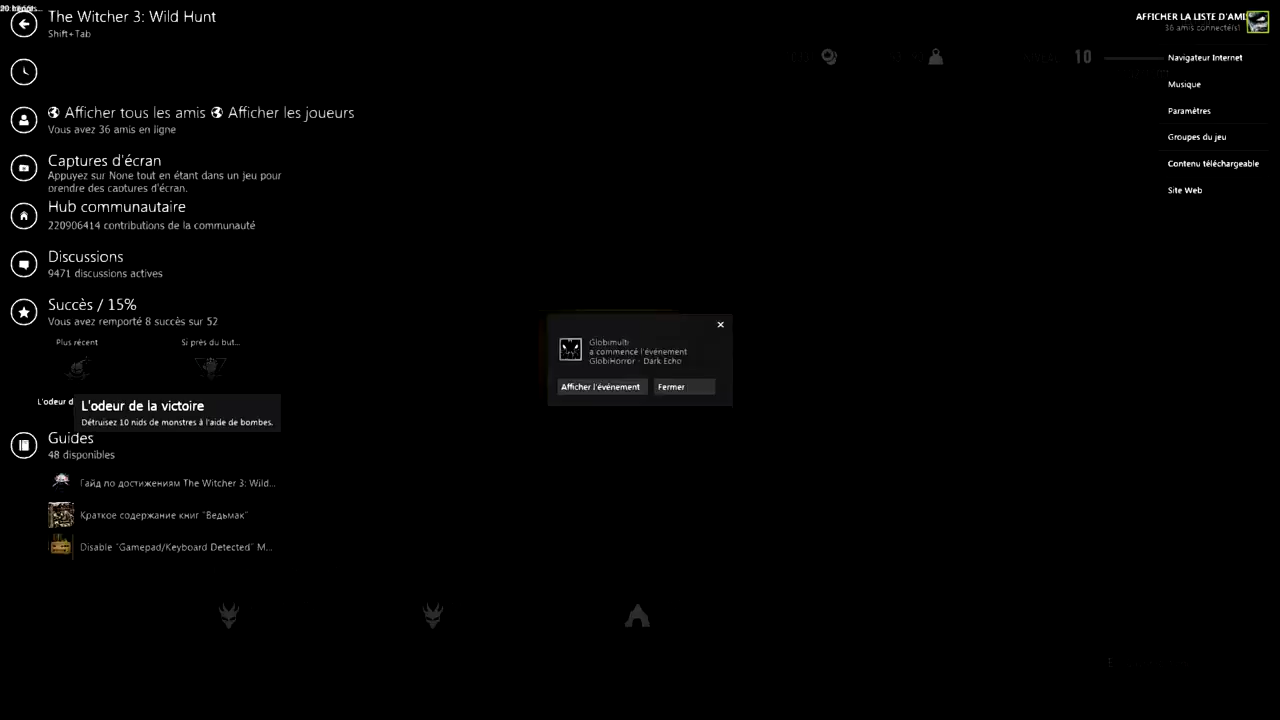 The Witcher 3: Wild Hunt
Shift+Tab
AFFICHER LA LISTE D'AMI
36 amis connecté(s)
10
Navigateur Internet
Musique
Paramètres
Groupes du jeu
Contenu téléchargeable
Site Web
Afficher tous les amis Afficher les joueurs
Vous avez 36 amis en ligne
Captures d'écran
Appuyez sur None tout en étant dans un jeu pour
prendre des captures d'écran.
Hub communautaire
220906414 contributions de la communauté
Discussions
9471 discussions actives
Succès / 15%
Vous avez remporté 8 succès sur 52
Plus récent
Si près du but...
L'odeur d
L'odeur de la victoire
Détruisez 10 nids de monstres à l'aide de bombes.
Globimulti
a commencé l'événement
GlobiHorror - Dark Echo
Afficher l'événement
Fermer
Guides
48 disponibles
Гайд по достижениям The Witcher 3: Wild...
Краткое содержание книг "Ведьмак"
Disable "Gamepad/Keyboard Detected" M...